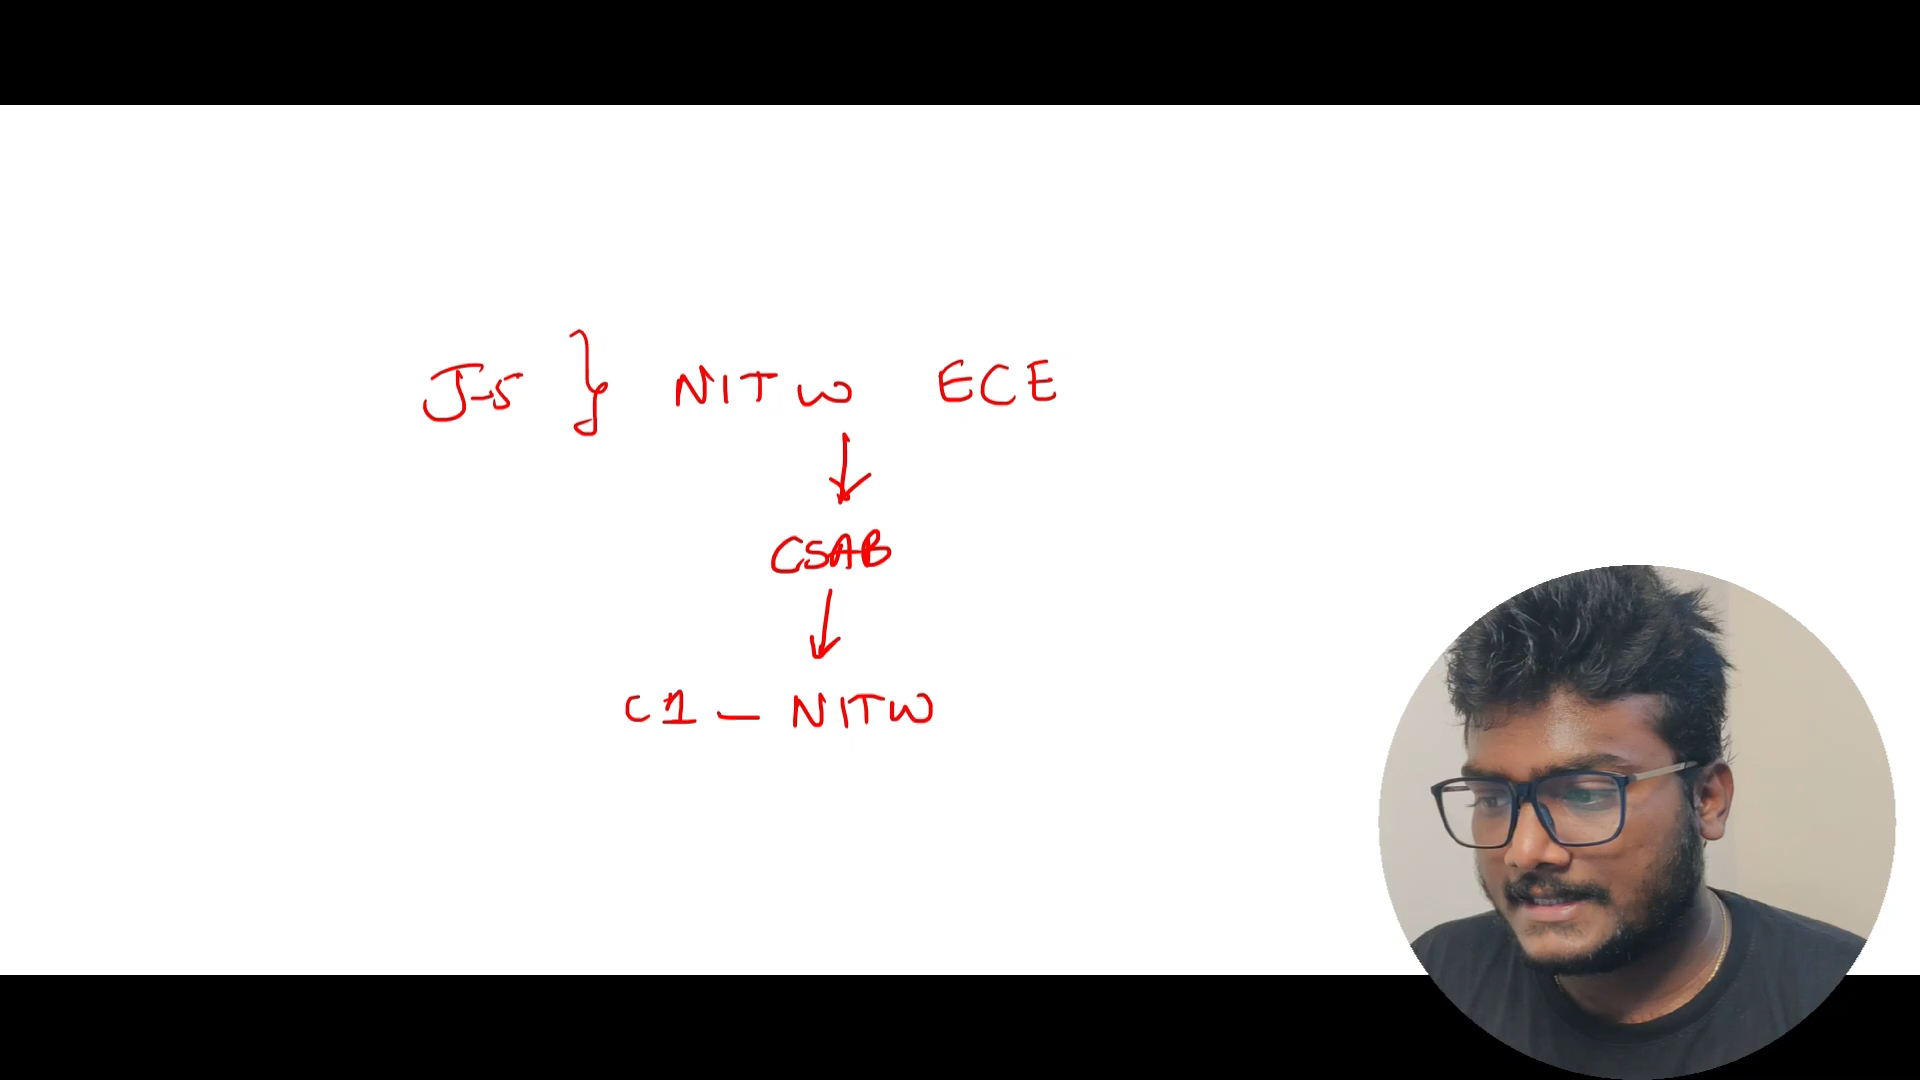 J-5 } NITW ECE
↓
CSAB
↓
C1 — NITW